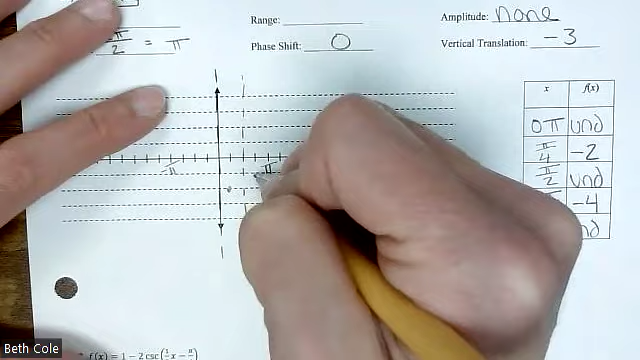 Range:
Amplitude: none
π/2 = π
Phase Shift: 0
Vertical Translation: -3
x f(x)
0π und
π/4 -2
π/2 und
-4
nd
-π π
Beth Cole
f(x) = 1 - 2 csc(